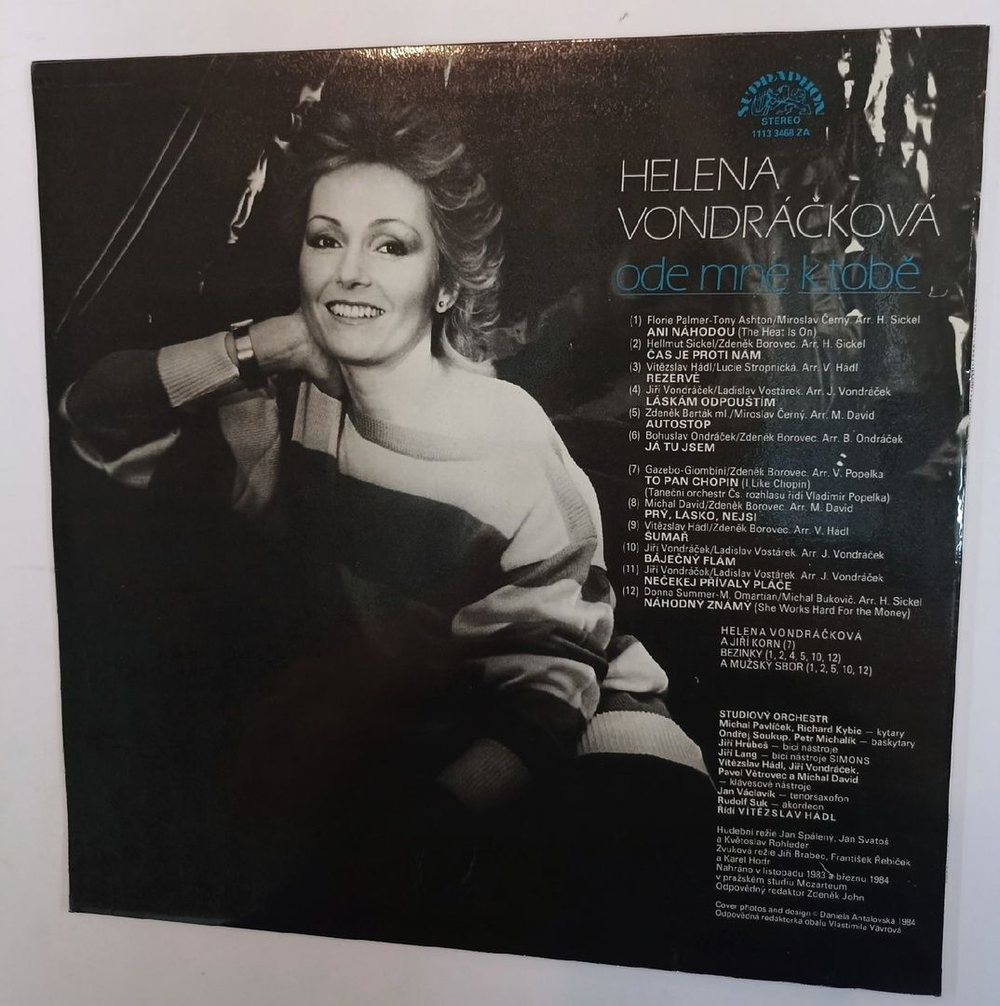 SUPRAPHON
STEREO
1113 3468 ZA
HELENA
VONDRÁČKOVÁ
ode mne k tobě
(1) Florie Palmer-Tony Ashton/Miroslav Černý. Arr. H. Sickel
ANI NÁHODOU (The Heat Is On)
(2) Hellmut Sickel/Zdeněk Borovec. Arr. H. Sickel
ČAS JE PROTI NÁM
(3) Vítězslav Hádl/Lucie Stropnická. Arr. V. Hádl
REZERVÉ
(4) Jiří Vondráček/Ladislav Vostárek. Arr. J. Vondráček
LÁSKÁM ODPOUŠTÍM
(5) Zdeněk Barták ml./Miroslav Černý. Arr. M. David
AUTOSTOP
(6) Bohuslav Ondráček/Zdeněk Borovec. Arr. B. Ondráček
JÁ TU JSEM
(7) Gazebo-Giombini/Zdeněk Borovec. Arr. V. Popelka
TO PAN CHOPIN (I Like Chopin)
(Taneční orchestr Čs. rozhlasu řídí Vladimír Popelka)
(8) Michal David/Zdeněk Borovec. Arr. M. David
PRÝ, LÁSKO, NEJSI
(9) Vítězslav Hádl/Zdeněk Borovec. Arr. V. Hádl
ŠUMAŘ
(10) Jiří Vondráček/Ladislav Vostárek. Arr. J. Vondráček
BÁJEČNÝ FLÁM
(11) Jiří Vondráček/Ladislav Vostárek. Arr. J. Vondráček
NEČEKEJ PŘÍVALY PLÁČE
(12) Donna Summer-M. Omartian/Michal Bukovič. Arr. H. Sickel
NÁHODNÝ ZNÁMÝ (She Works Hard For the Money)
HELENA VONDRÁČKOVÁ
A JIŘÍ KORN (7)
BEZINKY (1, 2, 4, 5, 10, 12)
A MUŽSKÝ SBOR (1, 2, 5, 10, 12)
STUDIOVÝ ORCHESTR
Michal Pavlíček, Richard Kybic — kytary
Ondřej Soukup, Petr Michalík — baskytary
Jiří Hrubeš — bicí nástroje
Jiří Lang — bicí nástroje SIMONS
Vítězslav Hádl, Jiří Vondráček,
Pavel Větrovec a Michal David
— klávesové nástroje
Jan Václavík — tenorsaxofon
Rudolf Suk — akordeon
Řídí VÍTĚZSLAV HÁDL
Hudební režie Jan Spálený, Jan Svatoš
a Květoslav Rohleder
Zvuková režie Jiří Brabec, František Řebíček
a Karel Hodr
Nahráno v listopadu 1983 a březnu 1984
v pražském studiu Mozarteum
Odpovědný redaktor Zdeněk John
Cover photos and design © Daniela Antalovská 1984
Odpovědná redaktorka obalu Vlastimila Vávrová